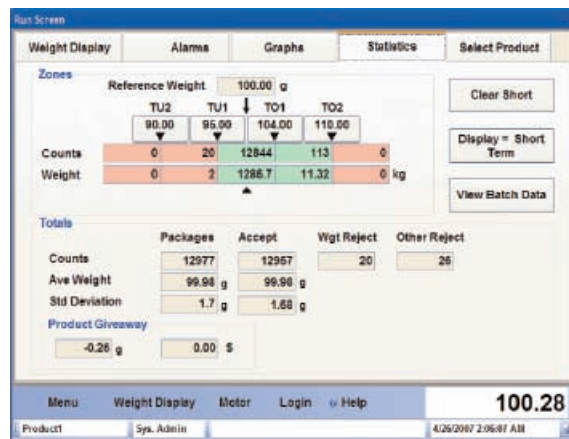 Run Screen
Weight Display Alarms Graphs Statistics Select Product
Zones
Reference Weight 100.00 g
TU2 TU1 TO1 TO2
90.00 95.00 104.00 110.00
Counts 0 20 12844 113 0
Weight 0 2 1286.7 11.32 0 kg
Clear Short
Display = Short
Term
View Batch Data
Totals
Packages Accept Wgt Reject Other Reject
Counts 12977 12957 20 26
Ave Weight 99.98 g 99.98 g
Std Deviation 1.7 g 1.68 g
Product Giveaway
-0.26 g 0.00 $
Menu Weight Display Motor Login Help 100.28
Product1 Sys. Admin 4/26/2007 2:06:07 AM